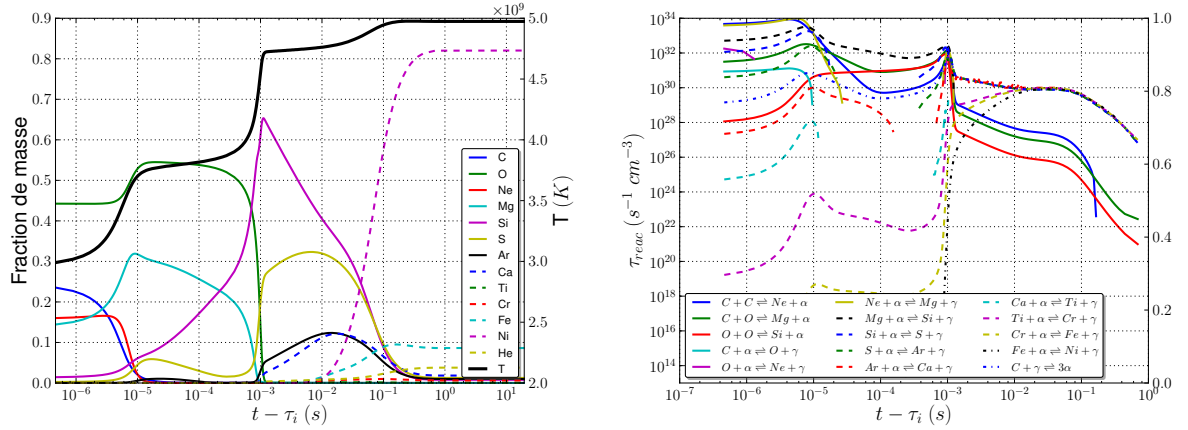 ×10⁹
0.9
0.8
0.7
0.6
0.5
0.4
0.3
0.2
0.1
0.0
Fraction de masse
10⁻⁶ 10⁻⁵ 10⁻⁴ 10⁻³ 10⁻² 10⁻¹ 10⁰ 10¹
t − τᵢ (s)
5.0
4.5
4.0
3.5
3.0
2.5
2.0
T (K)
C
O
Ne
Mg
Si
S
Ar
Ca
Ti
Cr
Fe
Ni
He
T
10³⁴
10³²
10³⁰
10²⁸
10²⁶
10²⁴
10²²
10²⁰
10¹⁸
10¹⁶
10¹⁴
τ_reac (s⁻¹ cm⁻³)
10⁻⁷ 10⁻⁶ 10⁻⁵ 10⁻⁴ 10⁻³ 10⁻² 10⁻¹ 10⁰
t − τᵢ (s)
1.0
0.8
0.6
0.4
0.2
0.0
C + C ⇌ Ne + α
C + O ⇌ Mg + α
O + O ⇌ Si + α
C + α ⇌ O + γ
O + α ⇌ Ne + γ
Ne + α ⇌ Mg + γ
Mg + α ⇌ Si + γ
Si + α ⇌ S + γ
S + α ⇌ Ar + γ
Ar + α ⇌ Ca + γ
Ca + α ⇌ Ti + γ
Ti + α ⇌ Cr + γ
Cr + α ⇌ Fe + γ
Fe + α ⇌ Ni + γ
C + γ ⇌ 3α